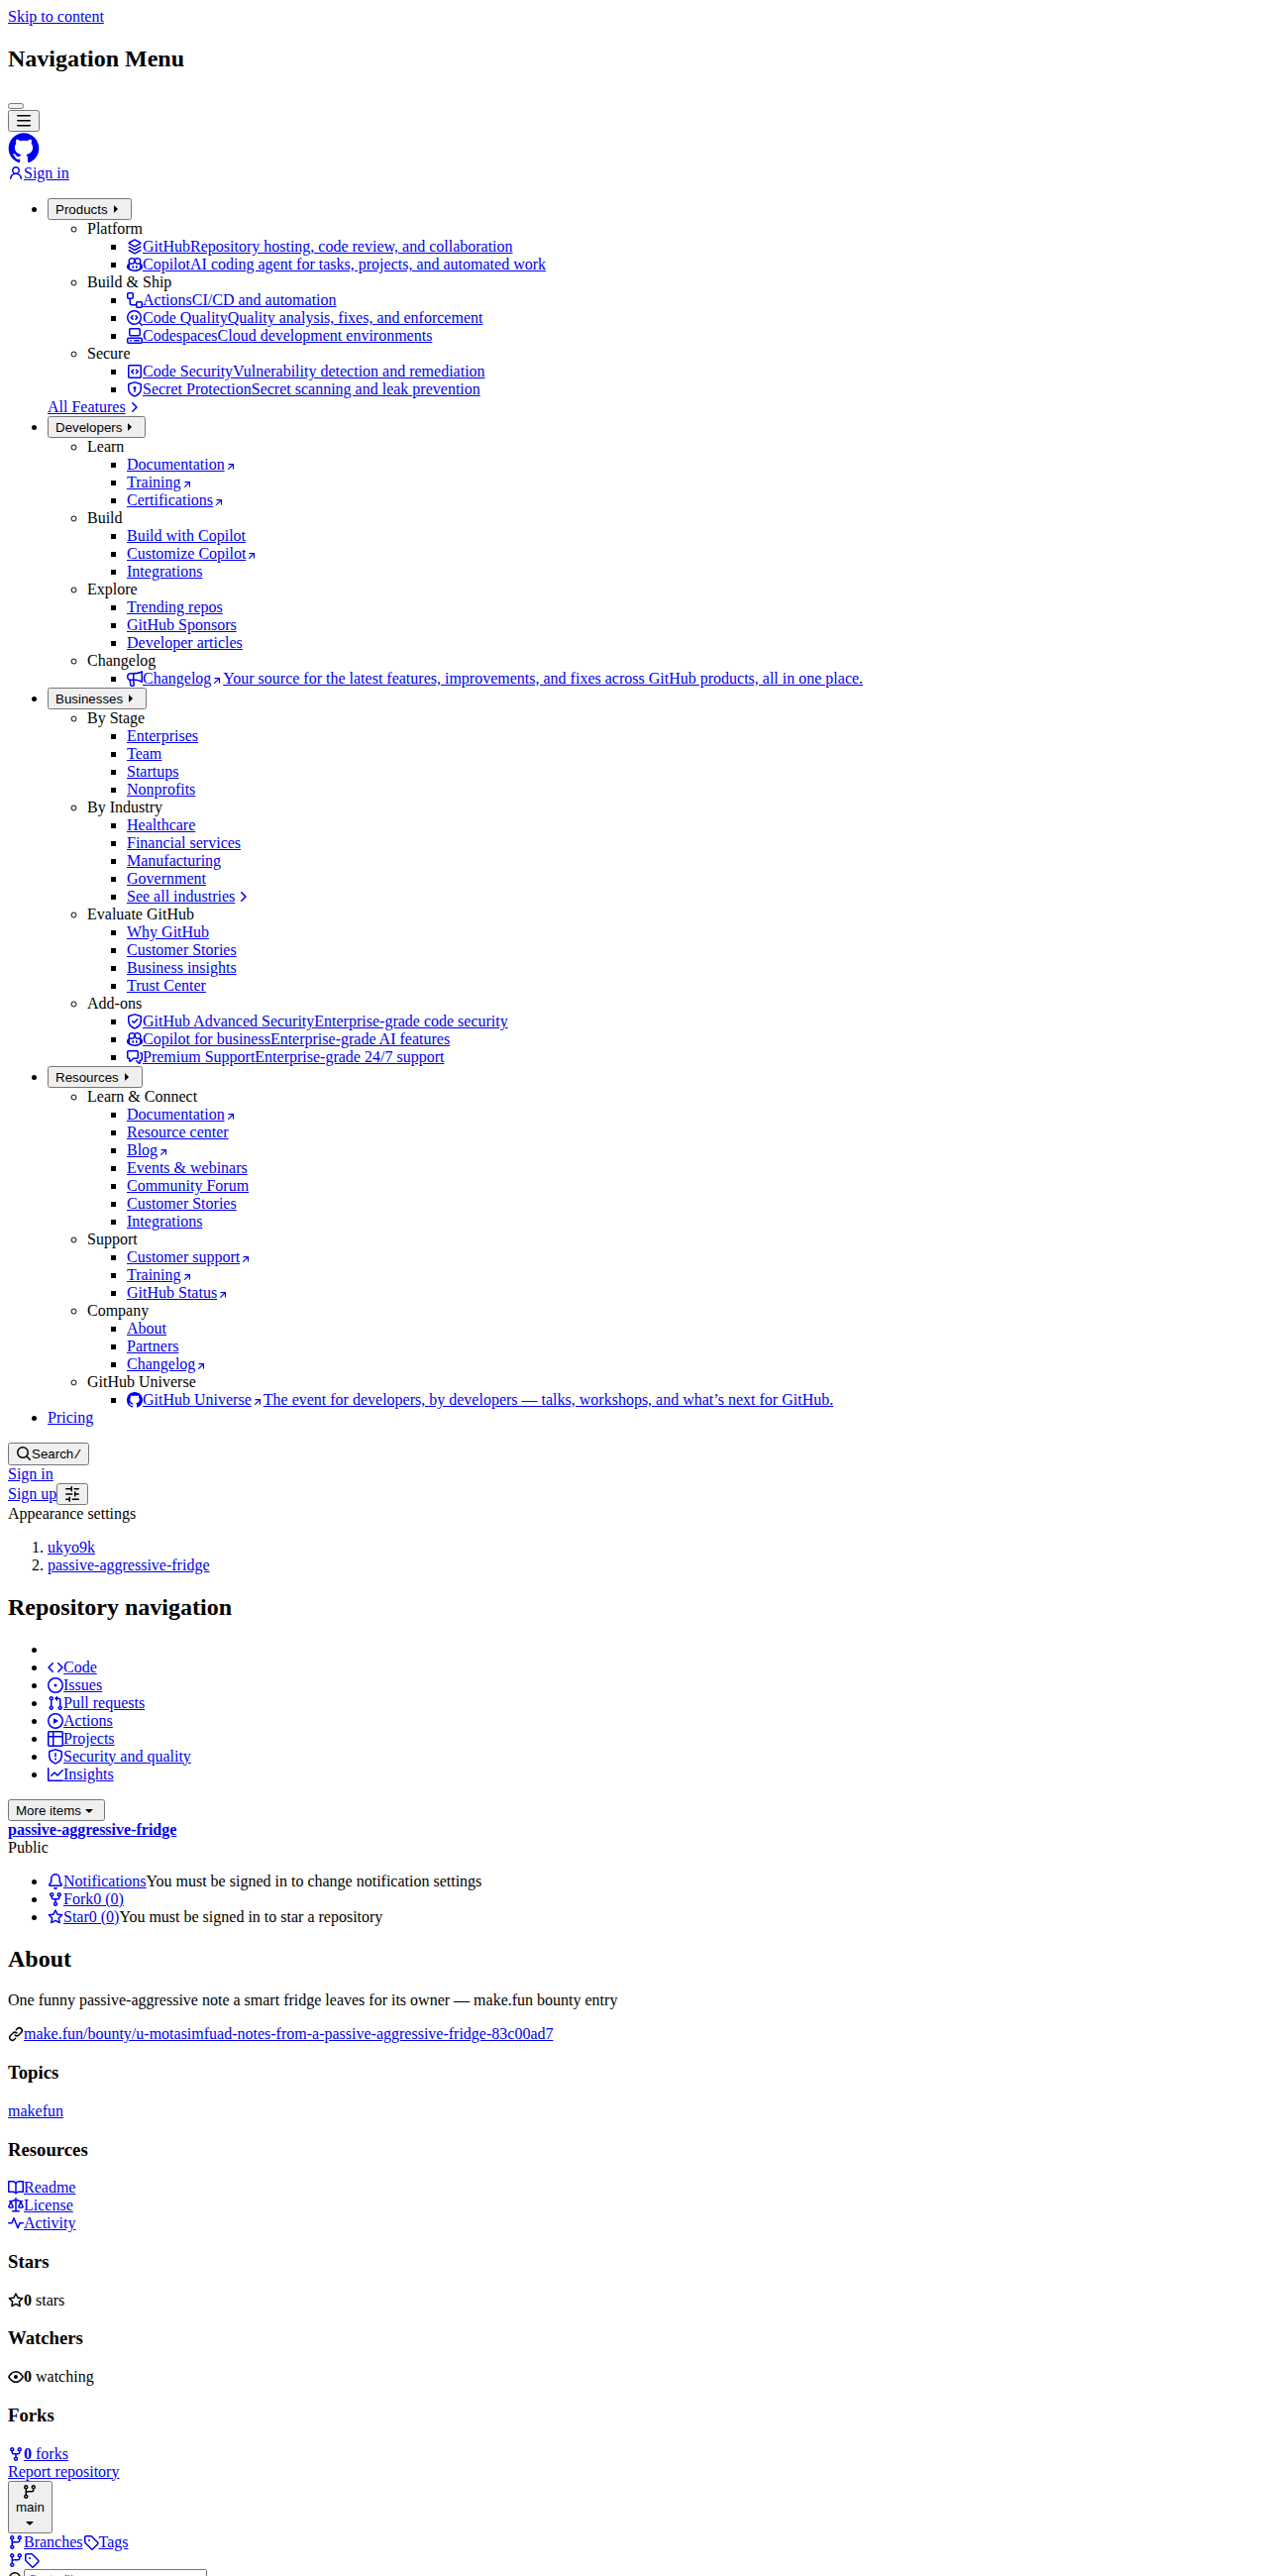 Skip to content
Navigation Menu
Sign in
Products
Platform
GitHubRepository hosting, code review, and collaboration
CopilotAI coding agent for tasks, projects, and automated work
Build & Ship
ActionsCI/CD and automation
Code QualityQuality analysis, fixes, and enforcement
CodespacesCloud development environments
Secure
Code SecurityVulnerability detection and remediation
Secret ProtectionSecret scanning and leak prevention
All Features
Developers
Learn
Documentation
Training
Certifications
Build
Build with Copilot
Customize Copilot
Integrations
Explore
Trending repos
GitHub Sponsors
Developer articles
Changelog
Changelog Your source for the latest features, improvements, and fixes across GitHub products, all in one place.
Businesses
By Stage
Enterprises
Team
Startups
Nonprofits
By Industry
Healthcare
Financial services
Manufacturing
Government
See all industries
Evaluate GitHub
Why GitHub
Customer Stories
Business insights
Trust Center
Add-ons
GitHub Advanced SecurityEnterprise-grade code security
Copilot for businessEnterprise-grade AI features
Premium SupportEnterprise-grade 24/7 support
Resources
Learn & Connect
Documentation
Resource center
Blog
Events & webinars
Community Forum
Customer Stories
Integrations
Support
Customer support
Training
GitHub Status
Company
About
Partners
Changelog
GitHub Universe
GitHub Universe The event for developers, by developers — talks, workshops, and what’s next for GitHub.
Pricing
Search/
Sign in
Sign up
Appearance settings
1. ukyo9k
2. passive-aggressive-fridge
Repository navigation
Code
Issues
Pull requests
Actions
Projects
Security and quality
Insights
More items
passive-aggressive-fridge
Public
NotificationsYou must be signed in to change notification settings
Fork0 (0)
Star0 (0)You must be signed in to star a repository
About
One funny passive-aggressive note a smart fridge leaves for its owner — make.fun bounty entry
make.fun/bounty/u-motasimfuad-notes-from-a-passive-aggressive-fridge-83c00ad7
Topics
makefun
Resources
Readme
License
Activity
Stars
0 stars
Watchers
0 watching
Forks
0 forks
Report repository
main
Branches Tags